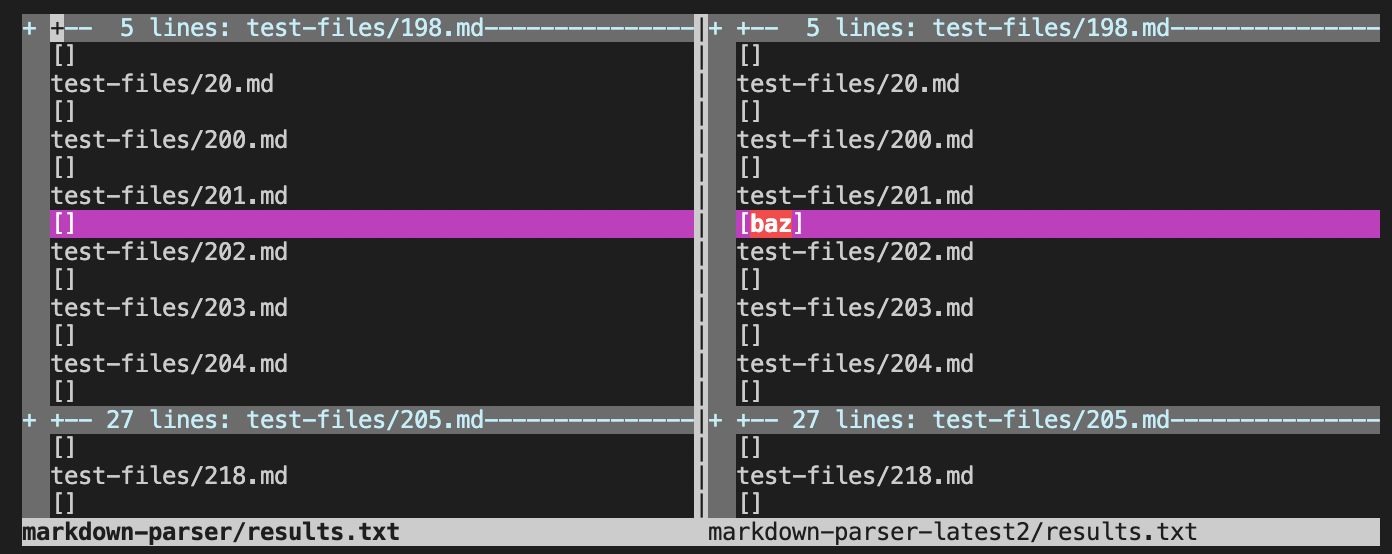 + +-- 5 lines: test-files/198.md---------------
[]
test-files/20.md
[]
test-files/200.md
[]
test-files/201.md
[]
test-files/202.md
[]
test-files/203.md
[]
test-files/204.md
[]
+ +-- 27 lines: test-files/205.md---------------
[]
test-files/218.md
[]
markdown-parser/results.txt
+ +-- 5 lines: test-files/198.md---------------
[]
test-files/20.md
[]
test-files/200.md
[]
test-files/201.md
[baz]
test-files/202.md
[]
test-files/203.md
[]
test-files/204.md
[]
+ +-- 27 lines: test-files/205.md---------------
[]
test-files/218.md
[]
markdown-parser-latest2/results.txt